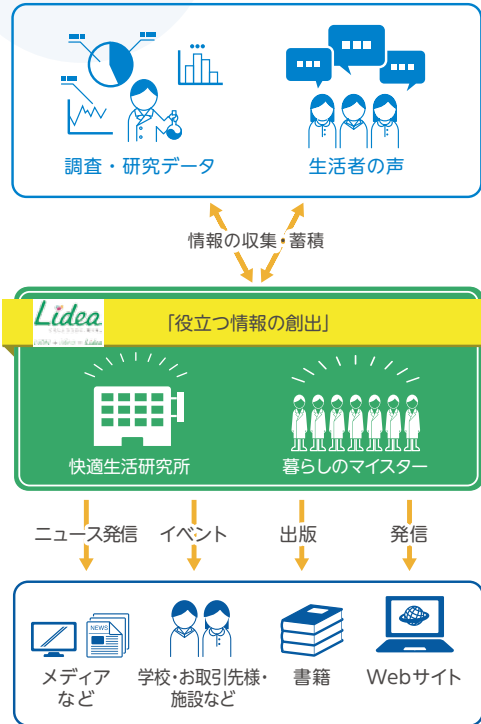 調査・研究データ
生活者の声
情報の収集・蓄積
Lidea
「役立つ情報の創出」
快適生活研究所
暮らしのマイスター
ニュース発信
イベント
出版
発信
NEWS
メディア
など
学校・お取引先様・
施設など
書籍
Webサイト